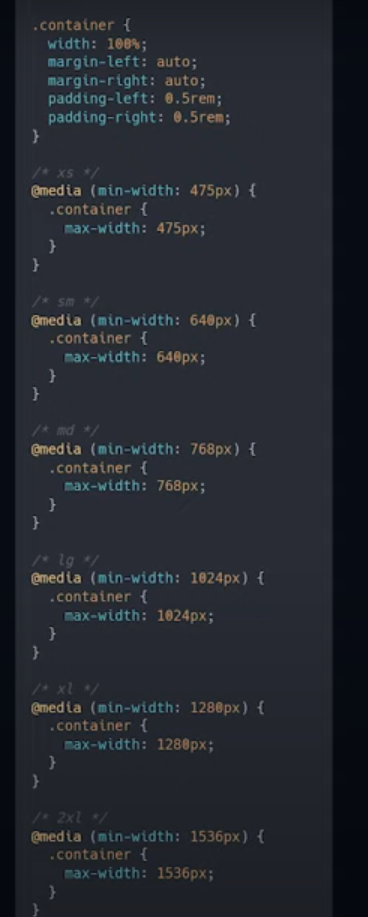 .container {
  width: 100%;
  margin-left: auto;
  margin-right: auto;
  padding-left: 0.5rem;
  padding-right: 0.5rem;
}

/* xs */
@media (min-width: 475px) {
  .container {
    max-width: 475px;
  }
}

/* sm */
@media (min-width: 640px) {
  .container {
    max-width: 640px;
  }
}

/* md */
@media (min-width: 768px) {
  .container {
    max-width: 768px;
  }
}

/* lg */
@media (min-width: 1024px) {
  .container {
    max-width: 1024px;
  }
}

/* xl */
@media (min-width: 1280px) {
  .container {
    max-width: 1280px;
  }
}

/* 2xl */
@media (min-width: 1536px) {
  .container {
    max-width: 1536px;
  }
}